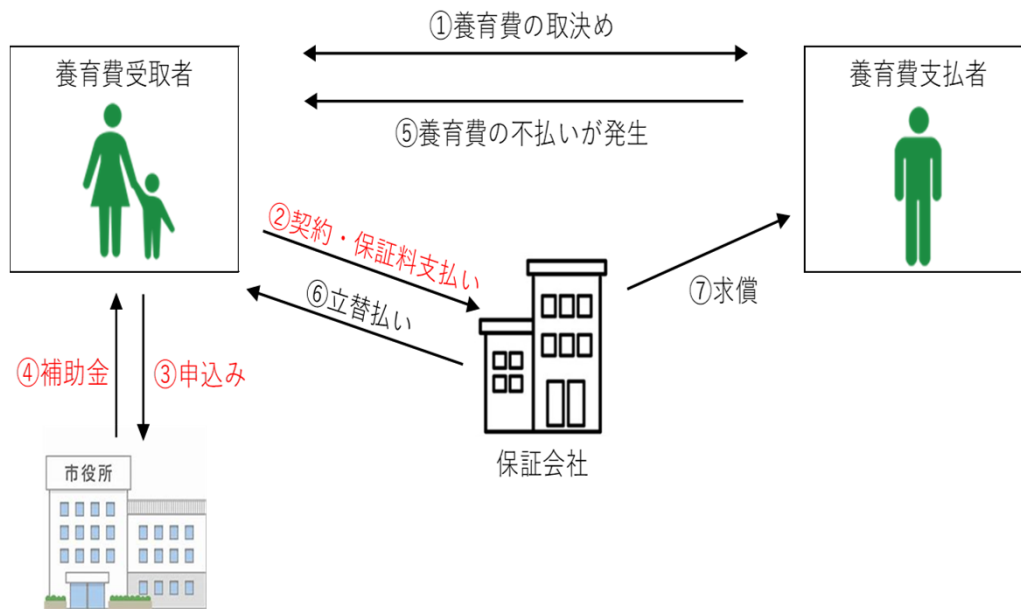 ①養育費の取決め
養育費受取者
養育費支払者
⑤養育費の不払いが発生
②契約・保証料支払い
⑥立替払い
⑦求償
④補助金
③申込み
保証会社
市役所